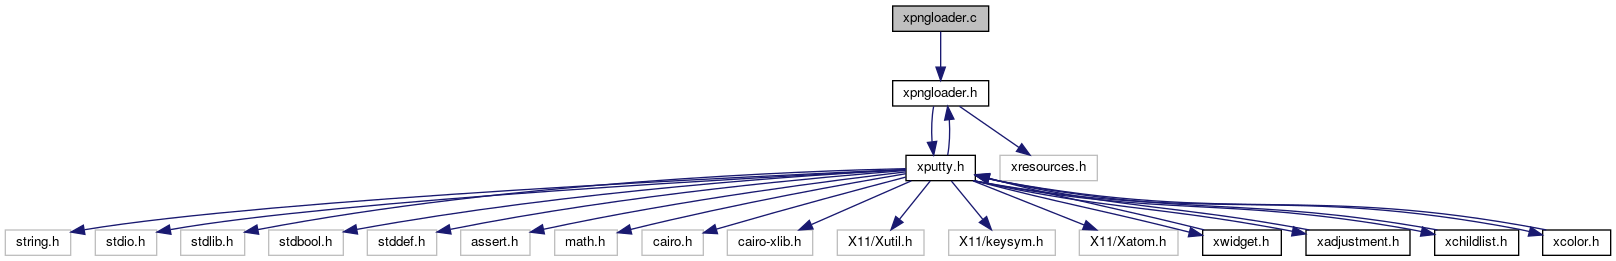 xpngloader.c
xpngloader.h
xputty.h
xresources.h
string.h
stdio.h
stdlib.h
stdbool.h
stddef.h
assert.h
math.h
cairo.h
cairo-xlib.h
X11/Xutil.h
X11/keysym.h
X11/Xatom.h
xwidget.h
xadjustment.h
xchildlist.h
xcolor.h